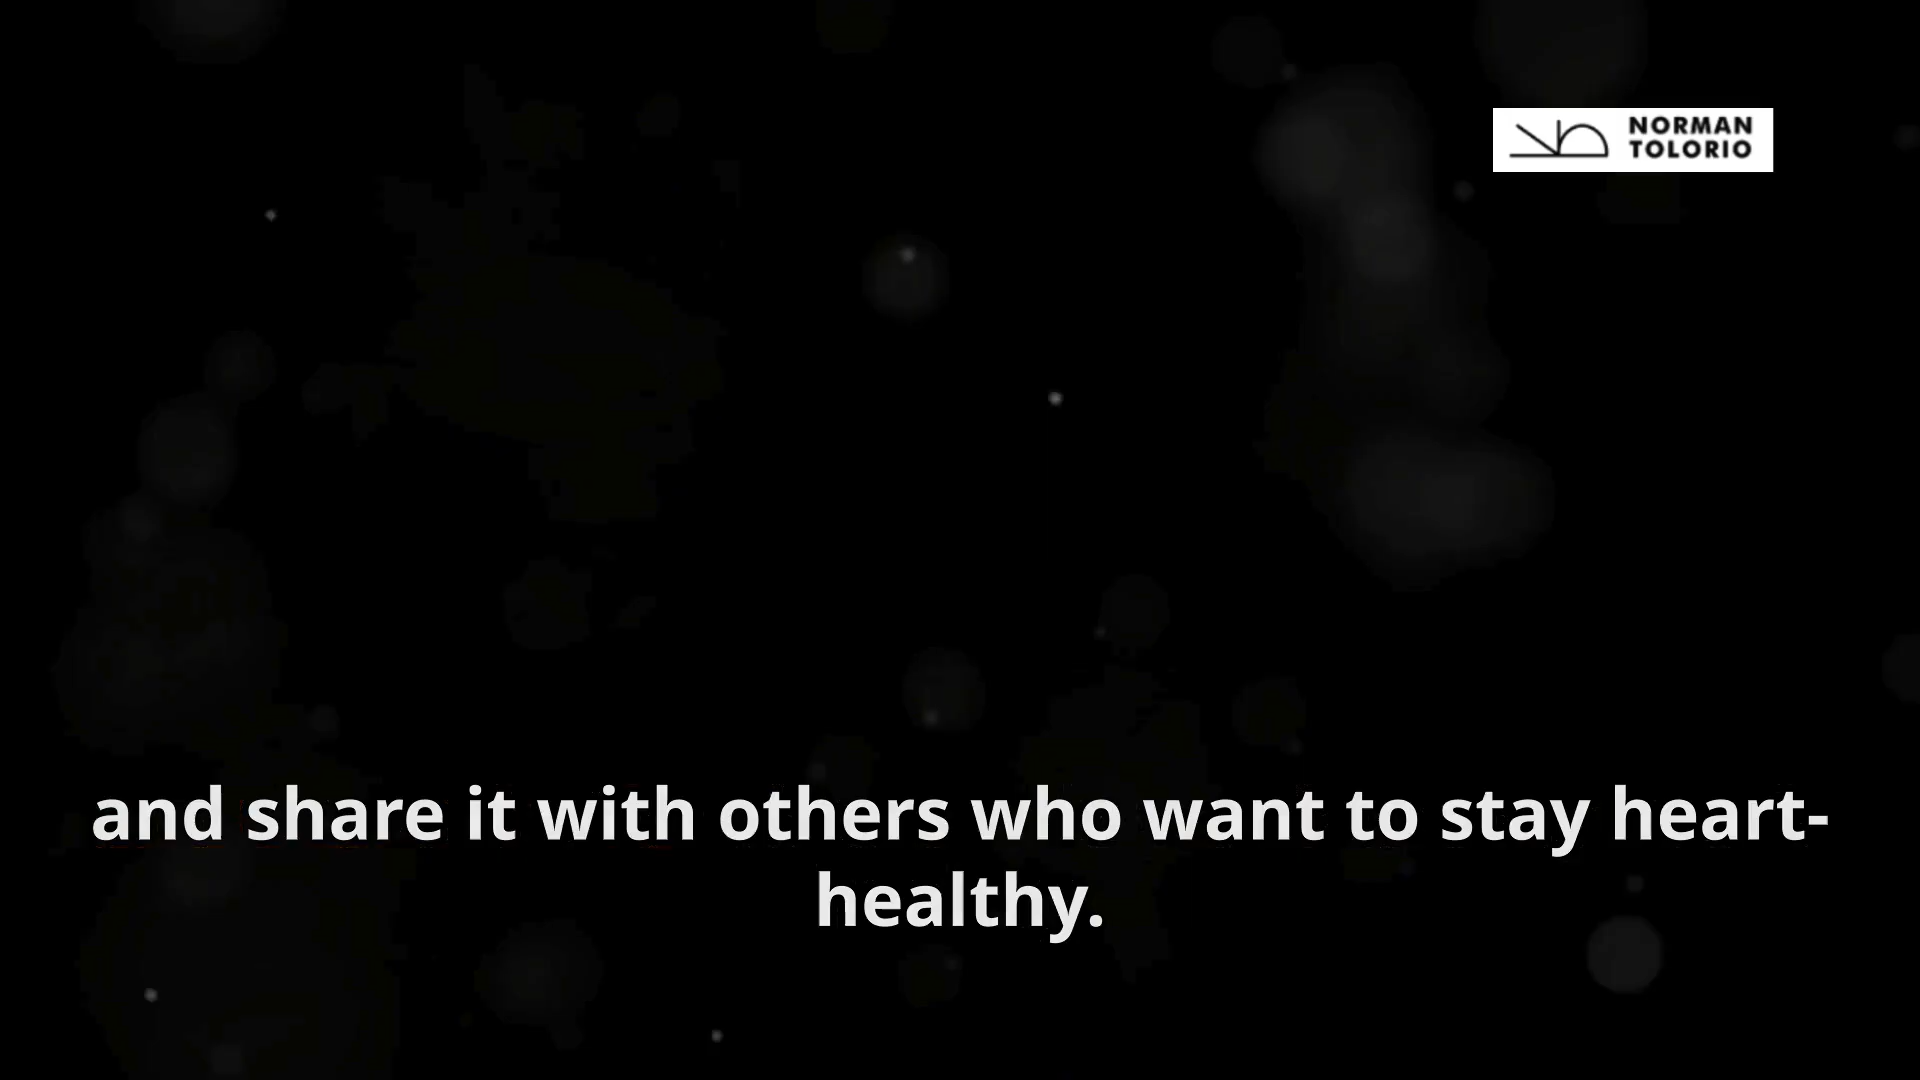 NORMAN
TOLORIO
and share it with others who want to stay heart-
healthy.